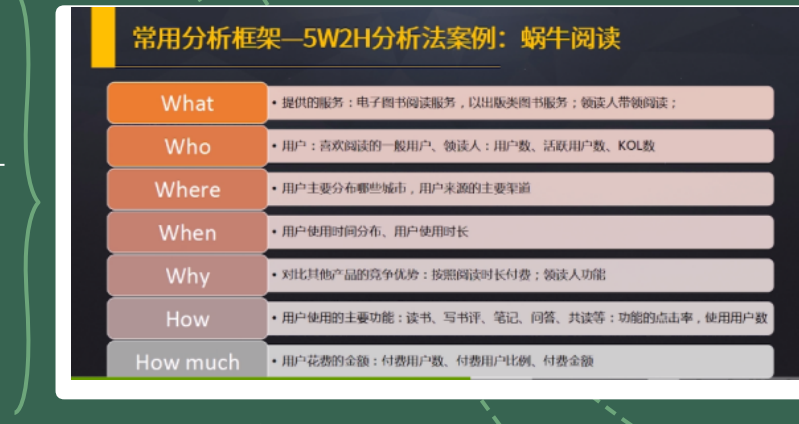 常用分析框架—5W2H分析法案例：蜗牛阅读
What
• 提供的服务：电子图书阅读服务，以出版类图书服务；领读人带领阅读；
Who
• 用户：喜欢阅读的一般用户、领读人：用户数、活跃用户数、KOL数
Where
• 用户主要分布哪些城市，用户来源的主要渠道
When
• 用户使用时间分布、用户使用时长
Why
• 对比其他产品的竞争优势：按照阅读时长付费；领读人功能
How
• 用户使用的主要功能：读书、写书评、笔记、问答、共读等：功能的点击率，使用用户数
How much
• 用户花费的金额：付费用户数、付费用户比例、付费金额